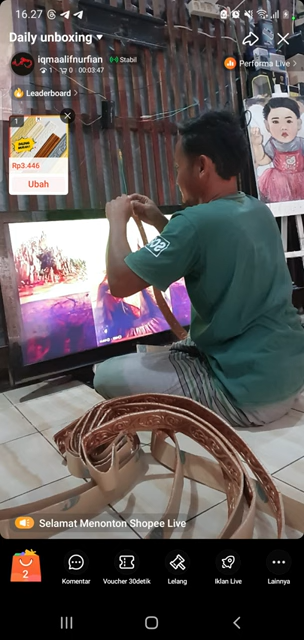 16.27
Daily unboxing
iqmaalifnurfian
Stabil
1 0 00:03:47
Performa Live >
Leaderboard >
1
Rp3.446
Ubah
Selamat Menonton Shopee Live
2
Komentar
Voucher 30detik
Lelang
Iklan Live
Lainnya